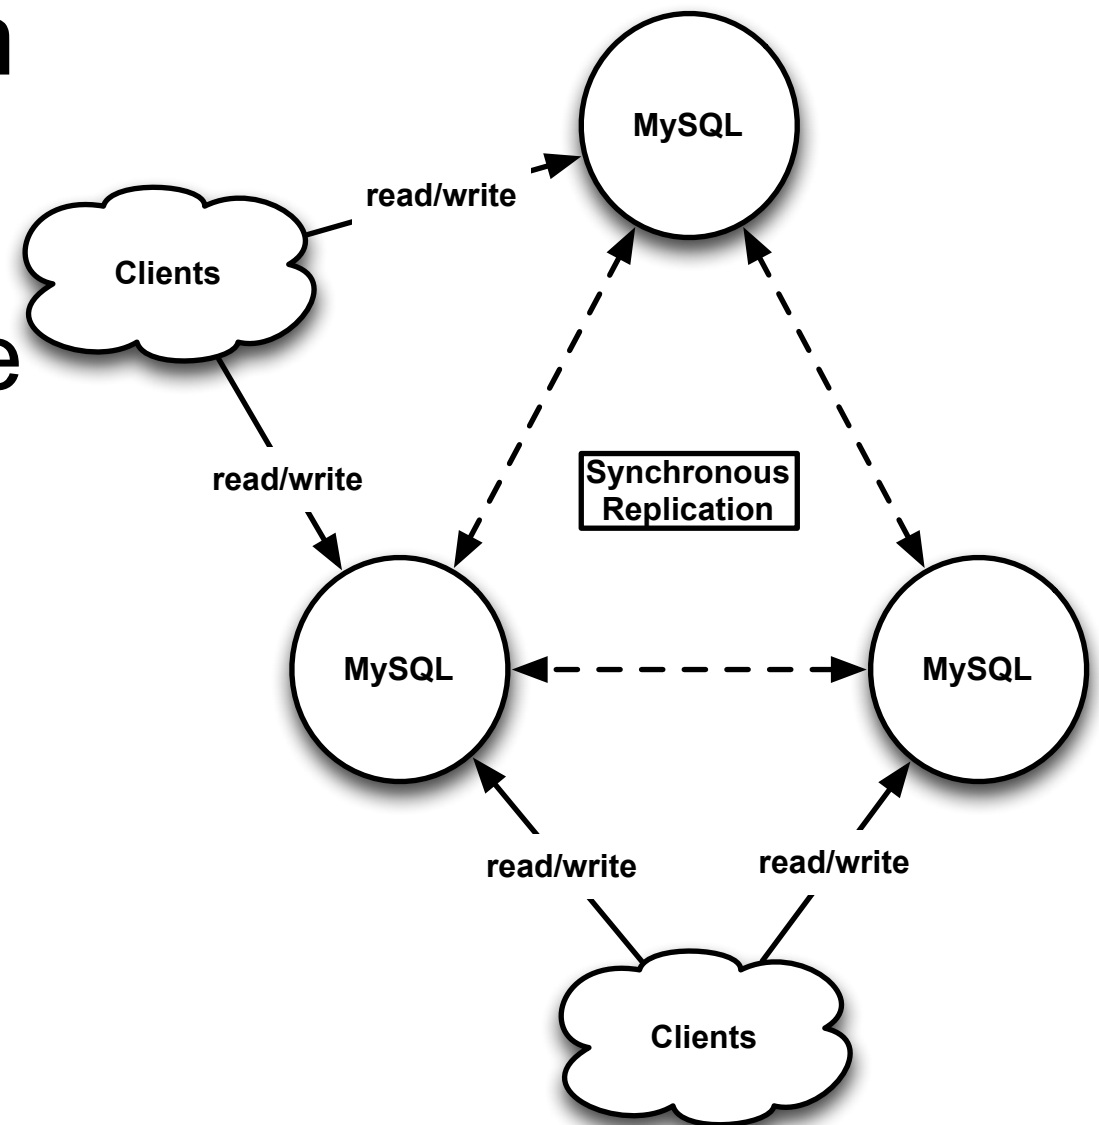 n
MySQL
read/write
Clients
e
Synchronous
Replication
read/write
MySQL
MySQL
read/write
read/write
Clients